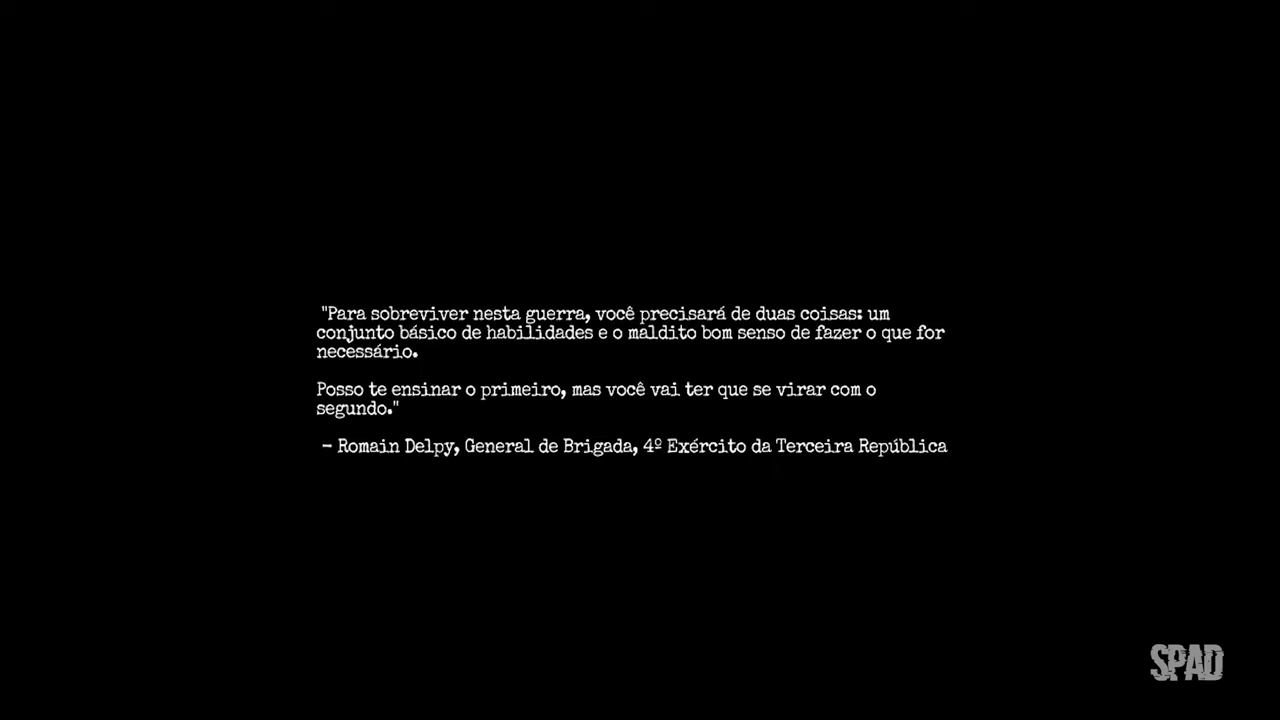 "Para sobreviver nesta guerra, você precisará de duas coisas: um
conjunto básico de habilidades e o maldito bom senso de fazer o que for
necessário.
Posso te ensinar o primeiro, mas você vai ter que se virar com o
segundo."
– Romain Delpy, General de Brigada, 4º Exército da Terceira República
SPAD